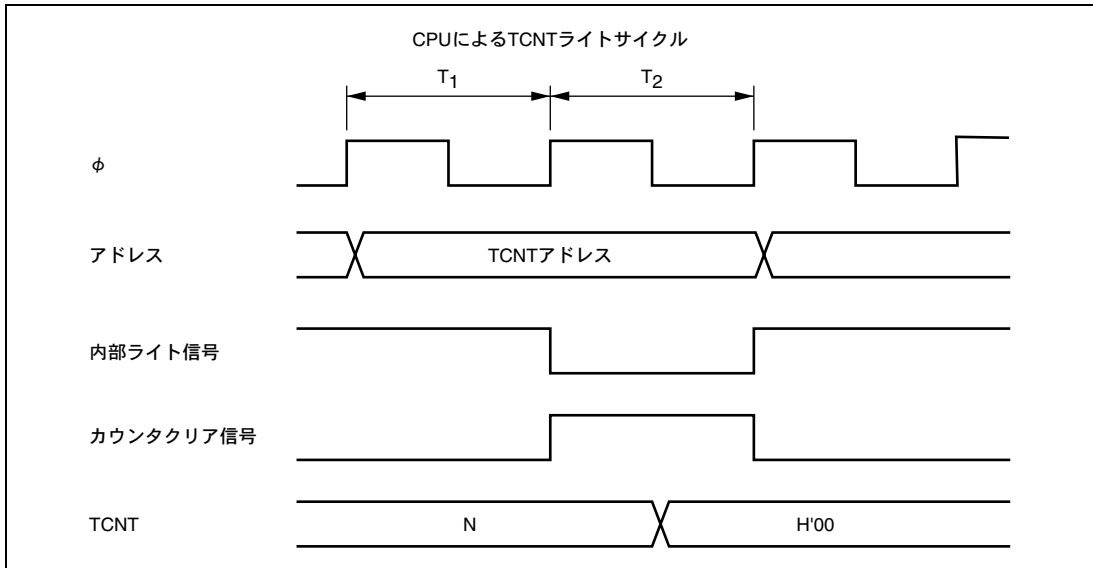 CPUによるTCNTライトサイクル
T1 T2
φ
アドレス TCNTアドレス
内部ライト信号
カウンタクリア信号
TCNT N H'00